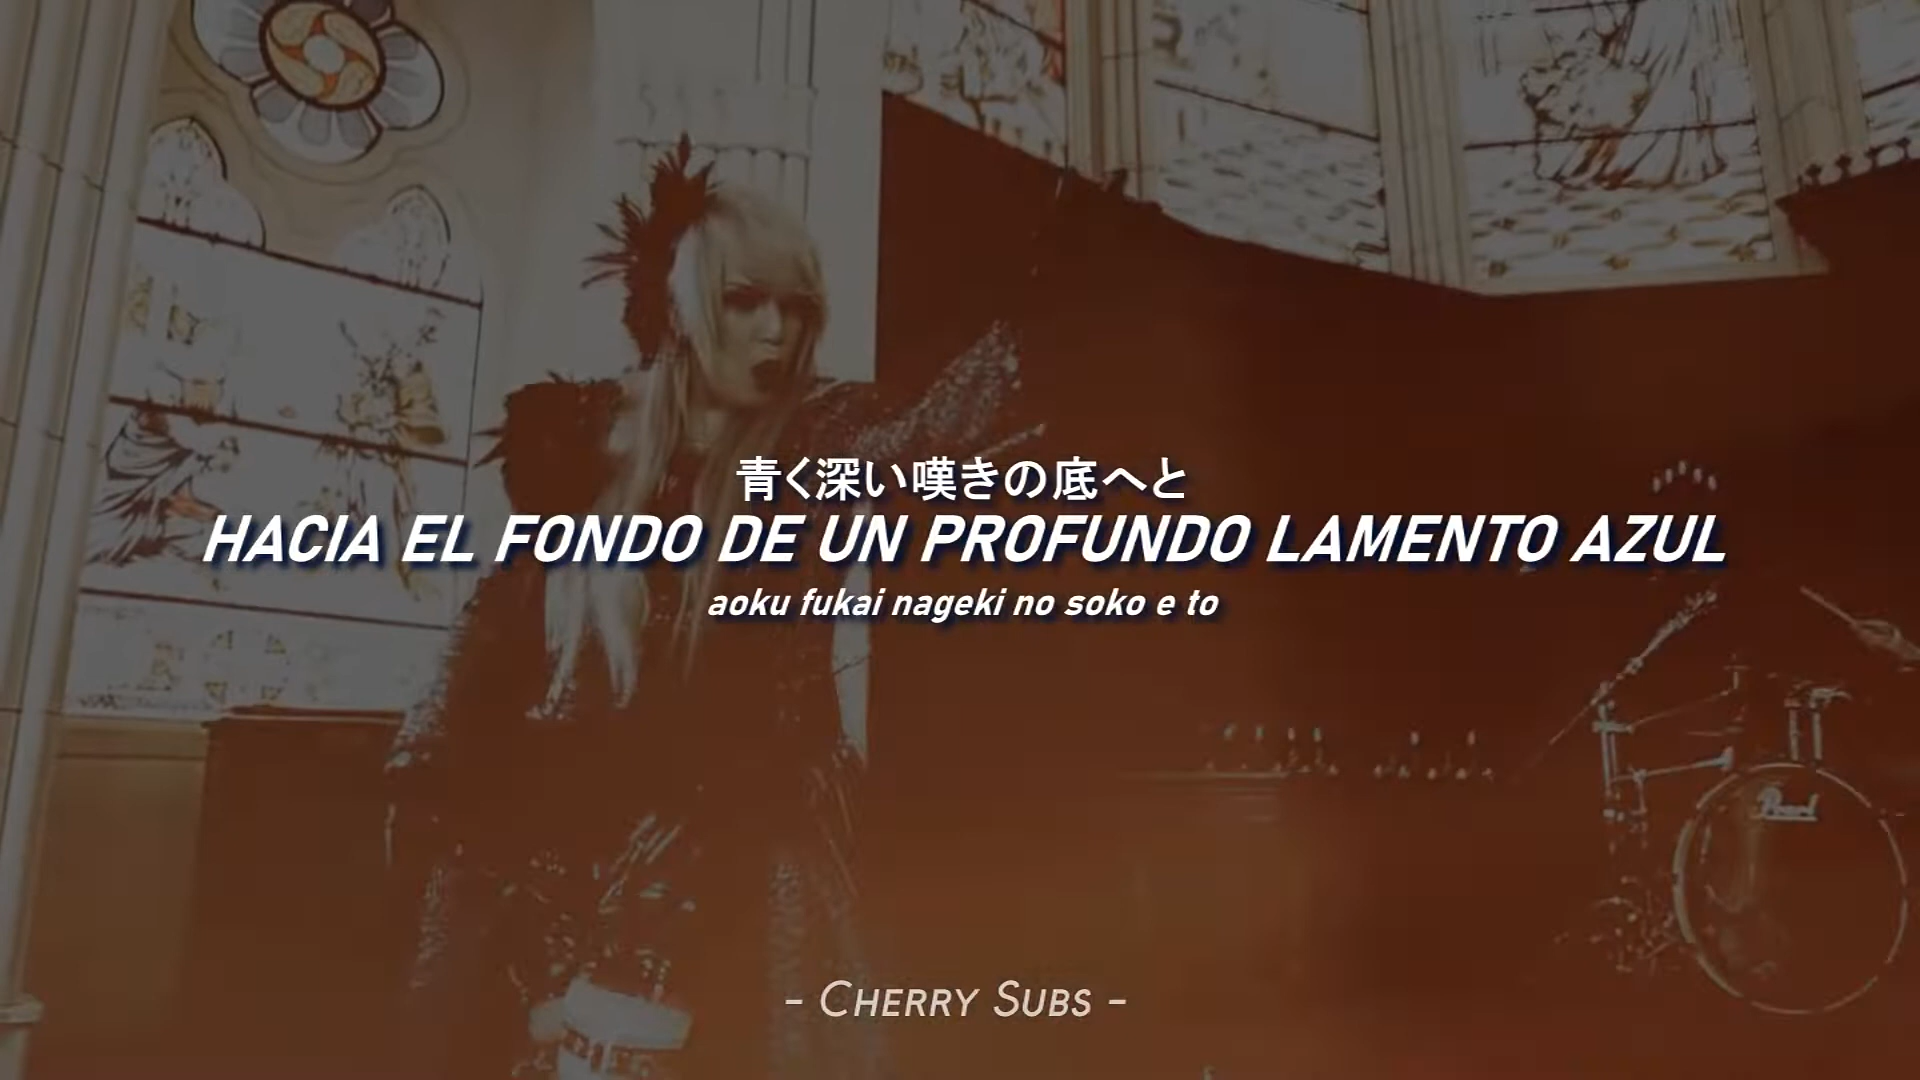 青く深い嘆きの底へと
HACIA EL FONDO DE UN PROFUNDO LAMENTO AZUL
aoku fukai nageki no soko e to
Pearl
- CHERRY SUBS -